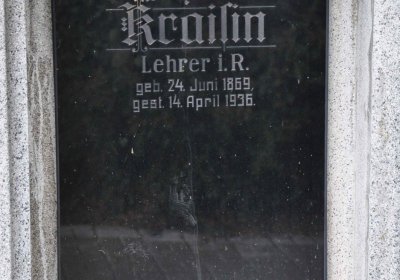 Kraisin
Lehrer i. R.
geb. 24. Juni 1869,
gest. 14. April 1936.